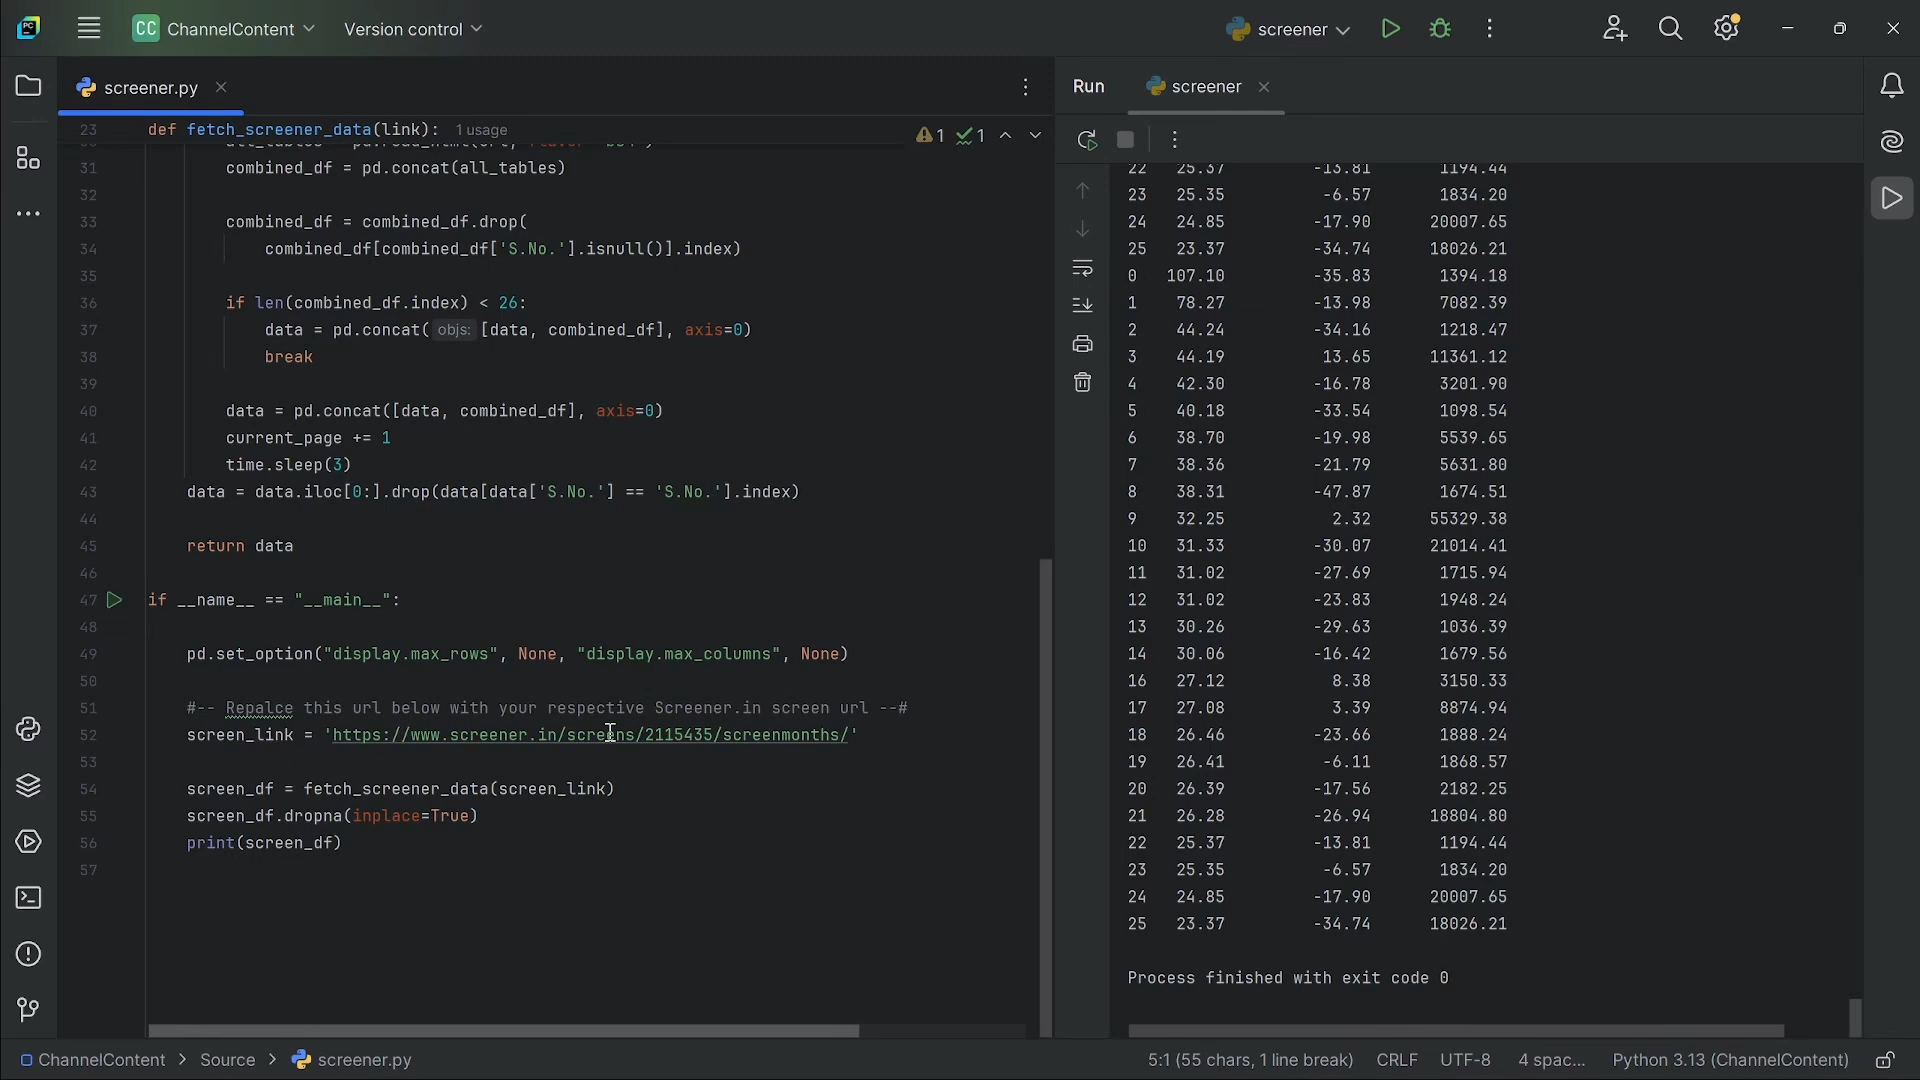 CC ChannelContent Version control screener
screener.py
Run screener
23 def fetch_screener_data(link): 1 usage
1 1
31 combined_df = pd.concat(all_tables)
32
33 combined_df = combined_df.drop(
34 combined_df[combined_df['S.No.'].isnull()].index)
35
36 if len(combined_df.index) < 26:
37 data = pd.concat( objs: [data, combined_df], axis=0)
38 break
39
40 data = pd.concat([data, combined_df], axis=0)
41 current_page += 1
42 time.sleep(3)
43 data = data.iloc[0:].drop(data[data['S.No.'] == 'S.No.'].index)
44
45 return data
46
47 if __name__ == "__main__":
48
49 pd.set_option("display.max_rows", None, "display.max_columns", None)
50
51 #-- Repalce this url below with your respective Screener.in screen url --#
52 screen_link = 'https://www.screener.in/screens/2115435/screenmonths/'
53
54 screen_df = fetch_screener_data(screen_link)
55 screen_df.dropna(inplace=True)
56 print(screen_df)
57
22 25.37 -13.81 1194.44
23 25.35 -6.57 1834.20
24 24.85 -17.90 20007.65
25 23.37 -34.74 18026.21
0 107.10 -35.83 1394.18
1 78.27 -13.98 7082.39
2 44.24 -34.16 1218.47
3 44.19 13.65 11361.12
4 42.30 -16.78 3201.90
5 40.18 -33.54 1098.54
6 38.70 -19.98 5539.65
7 38.36 -21.79 5631.80
8 38.31 -47.87 1674.51
9 32.25 2.32 55329.38
10 31.33 -30.07 21014.41
11 31.02 -27.69 1715.94
12 31.02 -23.83 1948.24
13 30.26 -29.63 1036.39
14 30.06 -16.42 1679.56
16 27.12 8.38 3150.33
17 27.08 3.39 8874.94
18 26.46 -23.66 1888.24
19 26.41 -6.11 1868.57
20 26.39 -17.56 2182.25
21 26.28 -26.94 18804.80
22 25.37 -13.81 1194.44
23 25.35 -6.57 1834.20
24 24.85 -17.90 20007.65
25 23.37 -34.74 18026.21
Process finished with exit code 0
ChannelContent > Source > screener.py
5:1 (55 chars, 1 line break) CRLF UTF-8 4 spac... Python 3.13 (ChannelContent)